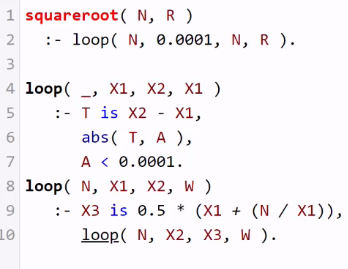 1 squareroot( N, R )
2 :- loop( N, 0.0001, N, R ).
3
4 loop( _, X1, X2, X1 )
5 :- T is X2 - X1,
6 abs( T, A ),
7 A < 0.0001.
8 loop( N, X1, X2, W )
9 :- X3 is 0.5 * (X1 + (N / X1)),
10 loop( N, X2, X3, W ).